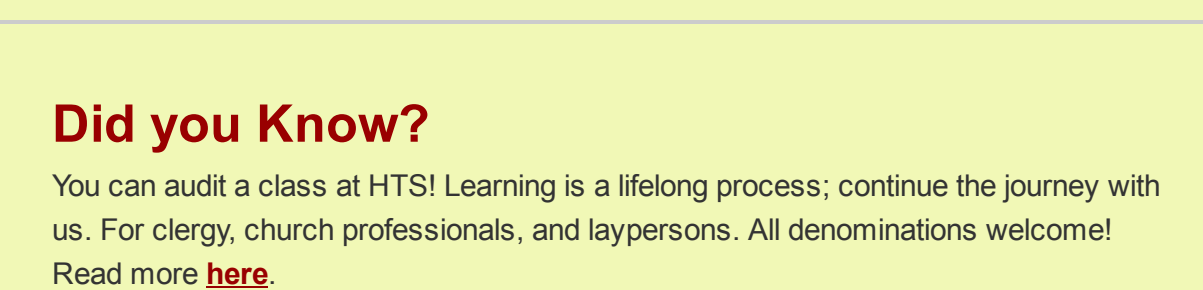 Did you Know?
You can audit a class at HTS! Learning is a lifelong process; continue the journey with
us. For clergy, church professionals, and laypersons. All denominations welcome!
Read more here.